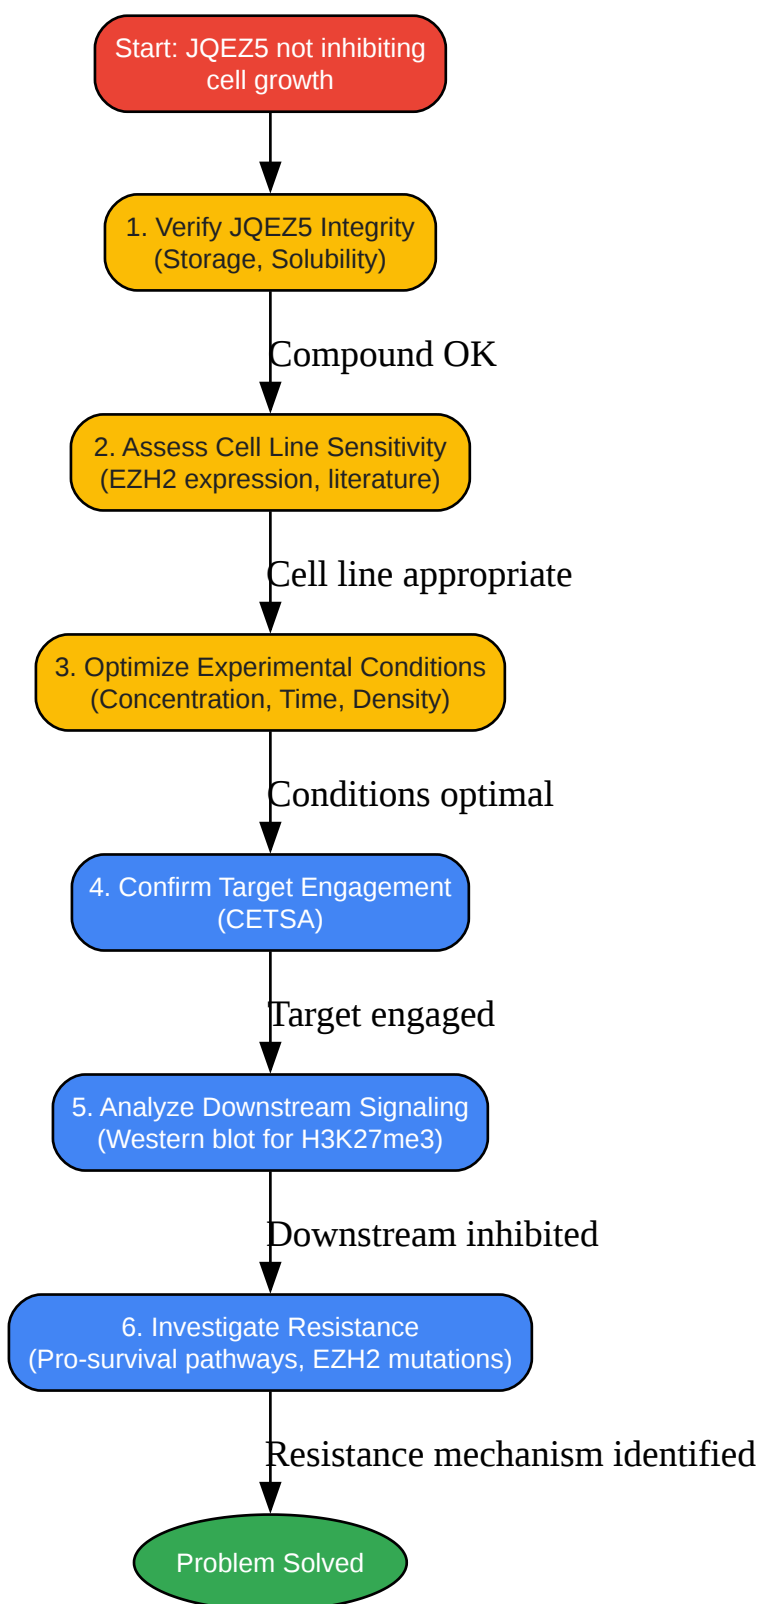 Start: JQEZ5 not inhibiting
cell growth
1. Verify JQEZ5 Integrity
(Storage, Solubility)
Compound OK
2. Assess Cell Line Sensitivity
(EZH2 expression, literature)
Cell line appropriate
3. Optimize Experimental Conditions
(Concentration, Time, Density)
Conditions optimal
4. Confirm Target Engagement
(CETSA)
Target engaged
5. Analyze Downstream Signaling
(Western blot for H3K27me3)
Downstream inhibited
6. Investigate Resistance
(Pro-survival pathways, EZH2 mutations)
Resistance mechanism identified
Problem Solved